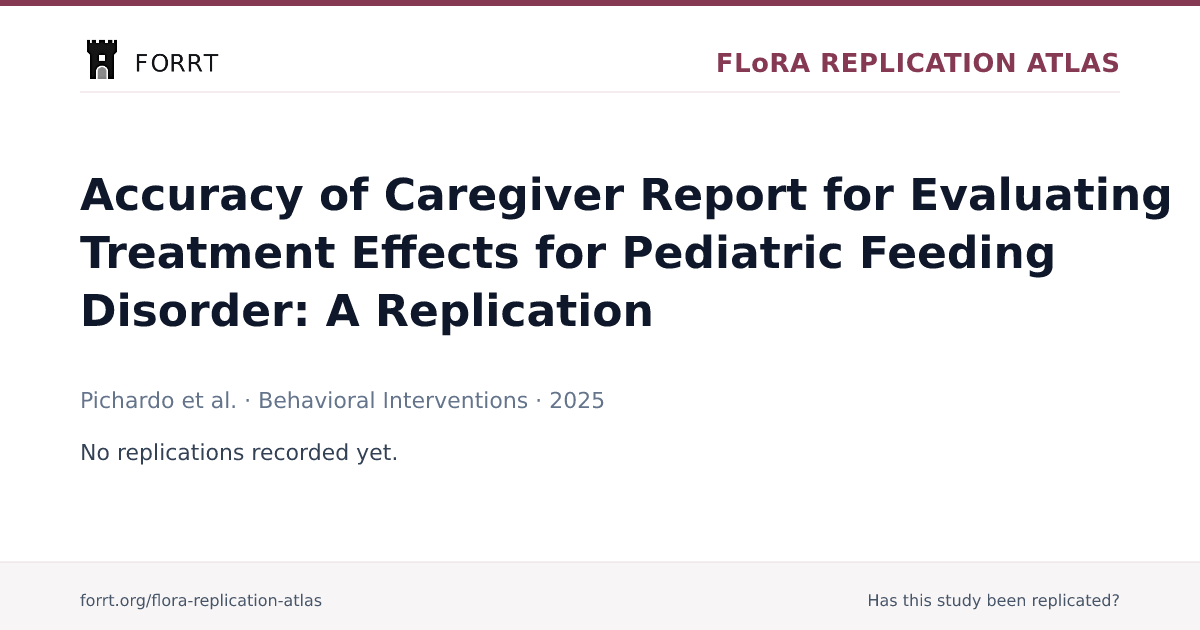 FORRT
FLoRA REPLICATION ATLAS
Accuracy of Caregiver Report for Evaluating
Treatment Effects for Pediatric Feeding
Disorder: A Replication
Pichardo et al. · Behavioral Interventions · 2025
No replications recorded yet.
forrt.org/flora-replication-atlas
Has this study been replicated?